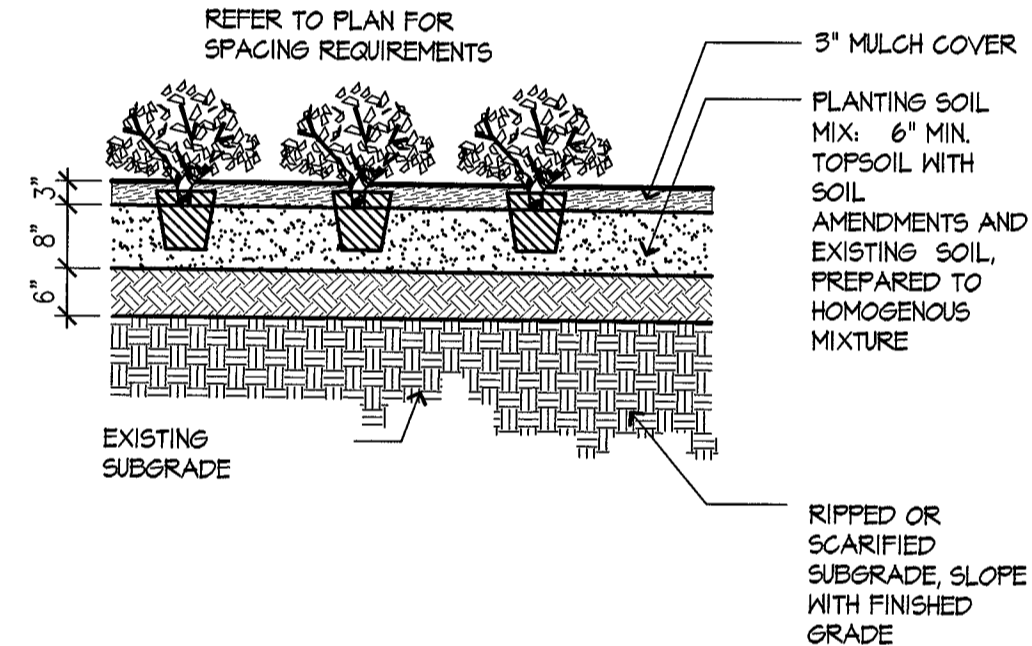 REFER TO PLAN FOR
SPACING REQUIREMENTS
3" MULCH COVER
PLANTING SOIL
MIX: 6" MIN.
TOPSOIL WITH
SOIL
AMENDMENTS AND
EXISTING SOIL,
PREPARED TO
HOMOGENOUS
MIXTURE
3"
8"
6"
EXISTING
SUBGRADE
RIPPED OR
SCARIFIED
SUBGRADE, SLOPE
WITH FINISHED
GRADE